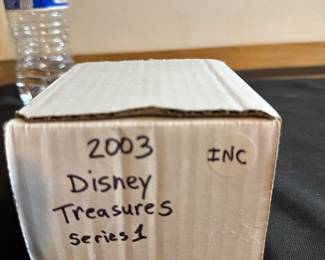 2003
Disney
Treasures
series 1
INC